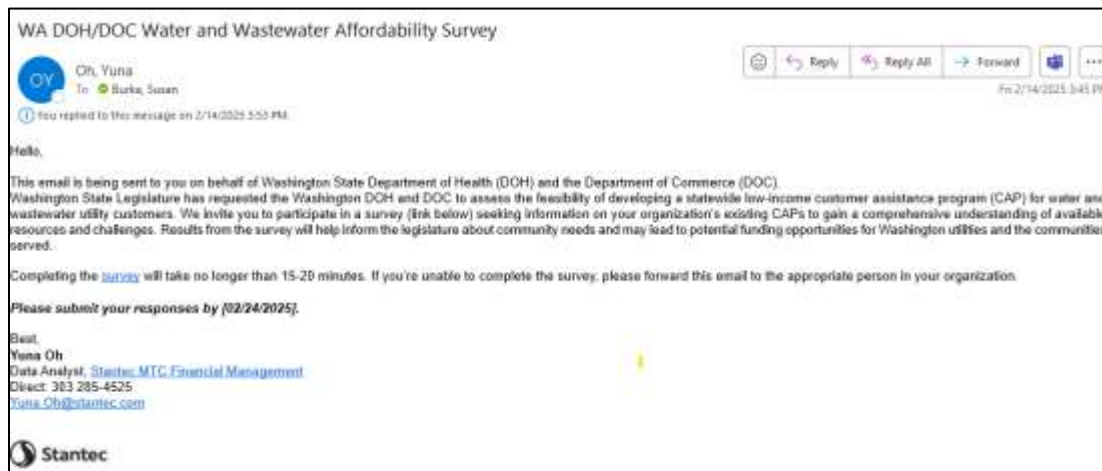 WA DOH/DOC Water and Wastewater Affordability Survey
OY
Oh, Yuna
To Burke, Susan
Reply
Reply All
Forward
Fri 2/14/2025 3:45 PM
You replied to this message on 2/14/2025 3:53 PM.
Hello,
This email is being sent to you on behalf of Washington State Department of Health (DOH) and the Department of Commerce (DOC).
Washington State Legislature has requested the Washington DOH and DOC to assess the feasibility of developing a statewide low-income customer assistance program (CAP) for water and
wastewater utility customers. We invite you to participate in a survey (link below) seeking information on your organization's existing CAPs to gain a comprehensive understanding of available
resources and challenges. Results from the survey will help inform the legislature about community needs and may lead to potential funding opportunities for Washington utilities and the communities
served.
Completing the survey will take no longer than 15-20 minutes. If you're unable to complete the survey, please forward this email to the appropriate person in your organization.
Please submit your responses by [02/24/2025].
Best,
Yuna Oh
Data Analyst, Stantec MTC Financial Management
Direct: 303 285-4525
Yuna.Oh@stantec.com
Stantec